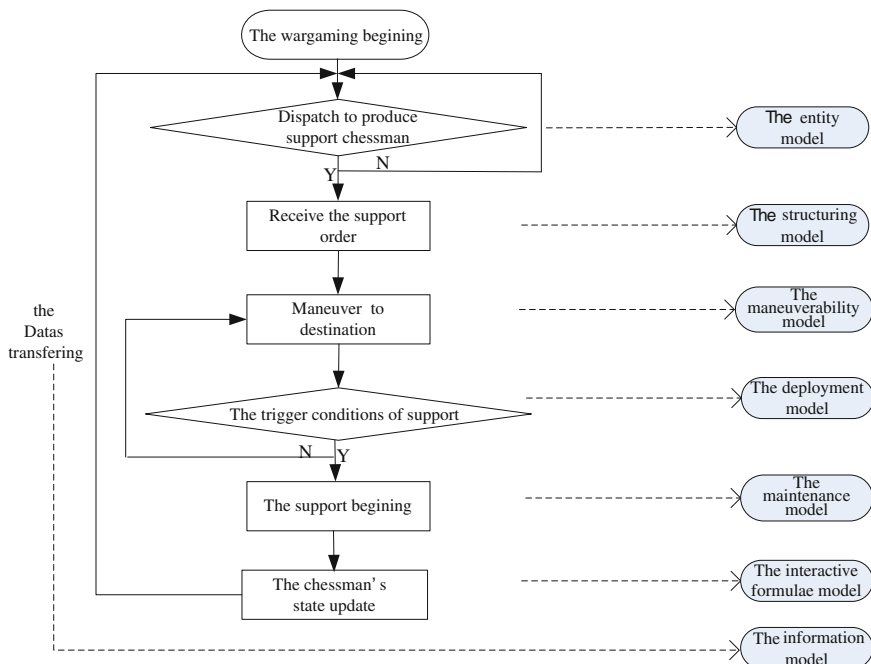 The wargaming begining
Dispatch to produce
support chessman
The entity
model
N
Y
Receive the support
order
The structuring
model
Maneuver to
destination
The
maneuverability
model
the
Datas
transfering
The trigger conditions of support
The deployment
model
N
Y
The support begining
The
maintenance
model
The chessman's
state update
The interactive
formulae model
The information
model